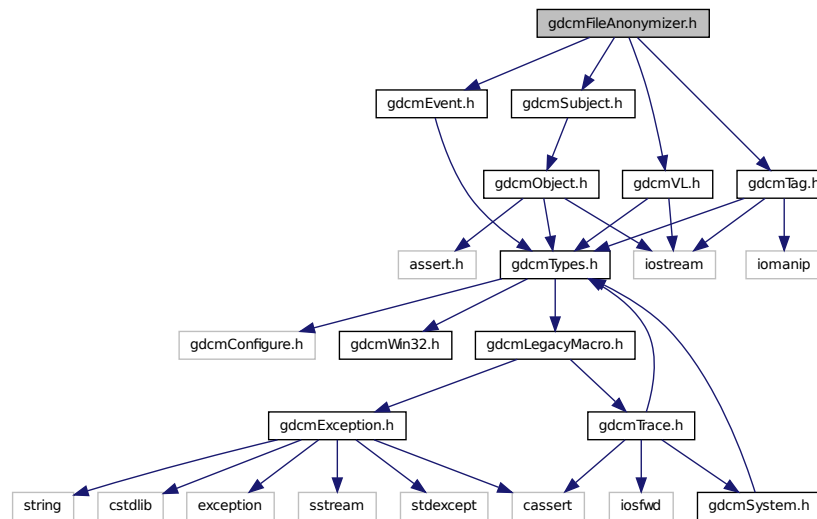 gdcmFileAnonymizer.h
gdcmEvent.h
gdcmSubject.h
gdcmObject.h
gdcmVL.h
gdcmTag.h
assert.h
gdcmTypes.h
iostream
iomanip
gdcmConfigure.h
gdcmWin32.h
gdcmLegacyMacro.h
gdcmException.h
gdcmTrace.h
string
cstdlib
exception
sstream
stdexcept
cassert
iosfwd
gdcmSystem.h